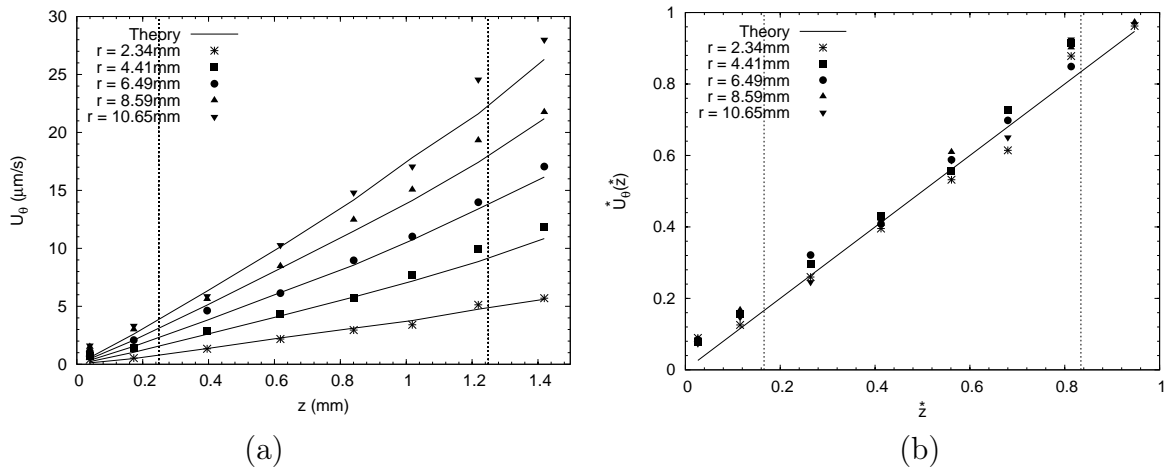 30
25
20
15
10
5
0
U_θ (μm/s)
Theory
r = 2.34mm
r = 4.41mm
r = 6.49mm
r = 8.59mm
r = 10.65mm
0 0.2 0.4 0.6 0.8 1 1.2 1.4
z (mm)
(a)
1
0.8
0.6
0.4
0.2
0
U*_θ(z*)
Theory
r = 2.34mm
r = 4.41mm
r = 6.49mm
r = 8.59mm
r = 10.65mm
0 0.2 0.4 0.6 0.8 1
z*
(b)